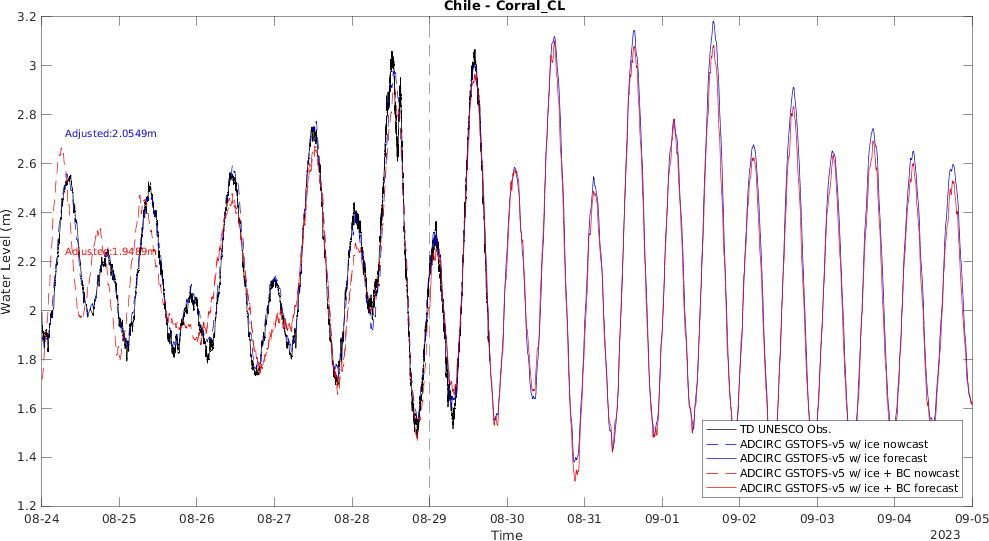 Chile - Corral_CL
3.2
3
2.8
2.6
2.4
2.2
2
1.8
1.6
1.4
1.2
Water Level (m)
Adjusted:2.0549m
Adjusted:1.9489m
TD UNESCO Obs.
ADCIRC GSTOFS-v5 w/ ice nowcast
ADCIRC GSTOFS-v5 w/ ice forecast
ADCIRC GSTOFS-v5 w/ ice + BC nowcast
ADCIRC GSTOFS-v5 w/ ice + BC forecast
08-24 08-25 08-26 08-27 08-28 08-29 08-30 08-31 09-01 09-02 09-03 09-04 09-05
Time
2023